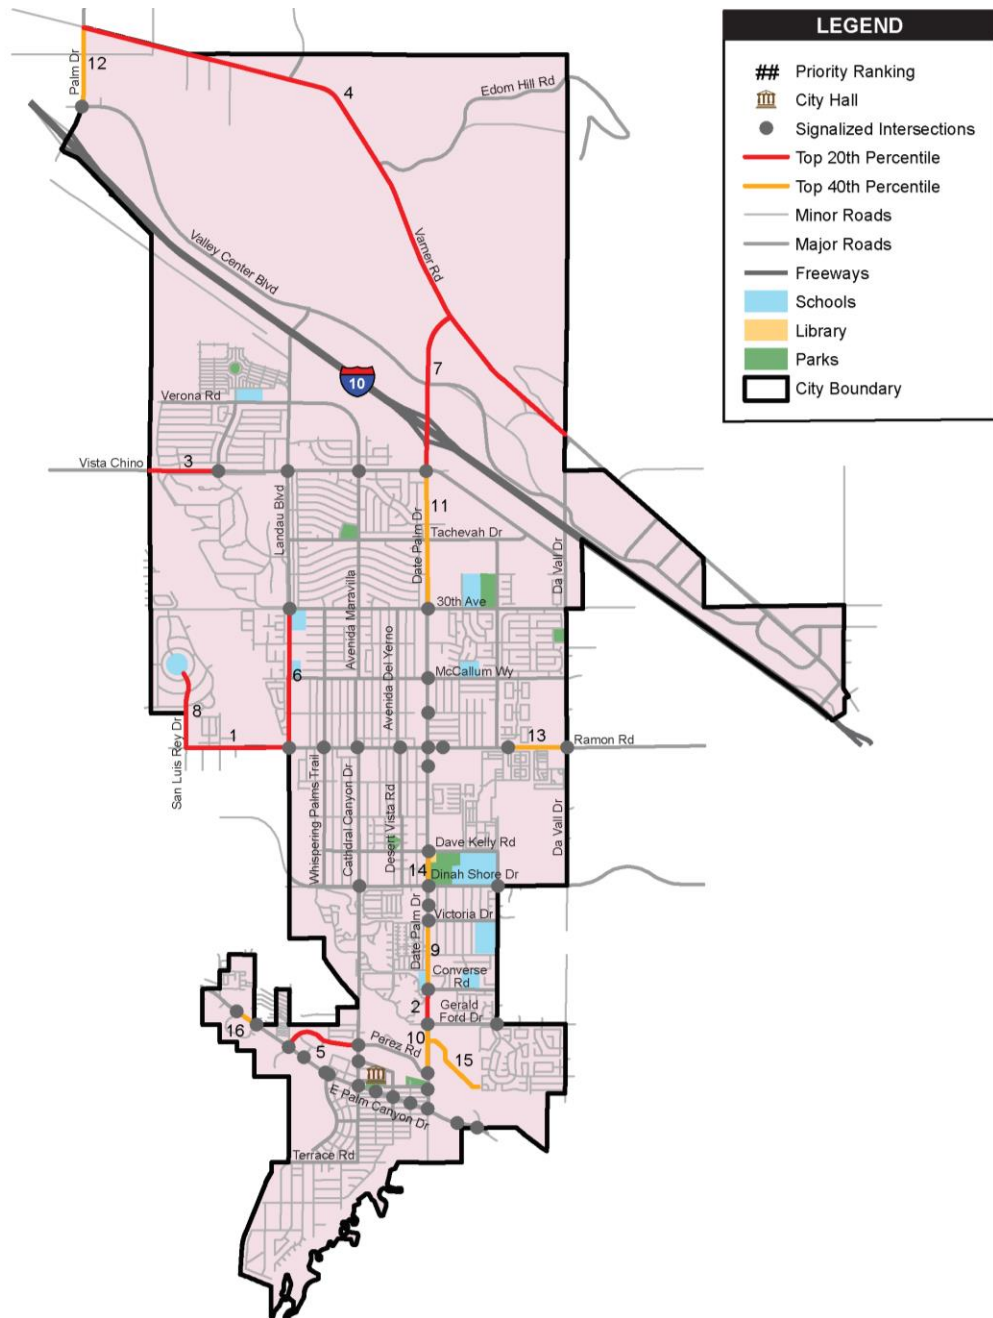 LEGEND
## Priority Ranking
City Hall
Signalized Intersections
Top 20th Percentile
Top 40th Percentile
Minor Roads
Major Roads
Freeways
Schools
Library
Parks
City Boundary
Palm Dr
12
4
Edom Hill Rd
Varner Rd
Valley Center Blvd
7
10
Verona Rd
Vista Chino
3
Landau Blvd
11
Date Palm Dr
Tachevah Dr
Da Vall Dr
30th Ave
Avenida Maravilla
Avenida Del Yerno
McCallum Wy
6
8
San Luis Rey Dr
1
13
Ramon Rd
Whispering Palms Trail
Cathdral Canyon Dr
Desert Vista Rd
Da Vall Dr
Dave Kelly Rd
14
Dinah Shore Dr
Date Palm Dr
Victoria Dr
9
Converse
Rd
2
Gerald
Ford Dr
16
5
Perez Rd
10
15
E Palm Canyon Dr
Terrace Rd